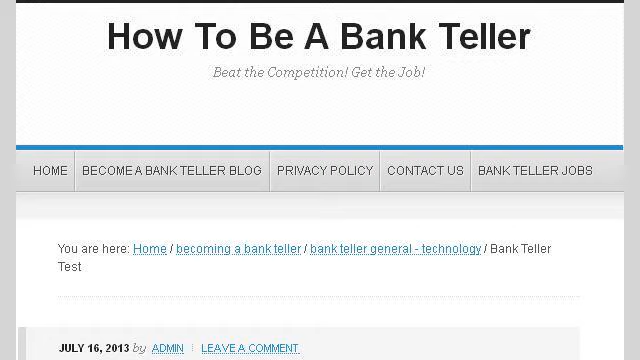 How To Be A Bank Teller
Beat the Competition! Get the Job!
HOME BECOME A BANK TELLER BLOG PRIVACY POLICY CONTACT US BANK TELLER JOBS
You are here: Home / becoming a bank teller / bank teller general - technology / Bank Teller
Test
JULY 16, 2013 by ADMIN LEAVE A COMMENT